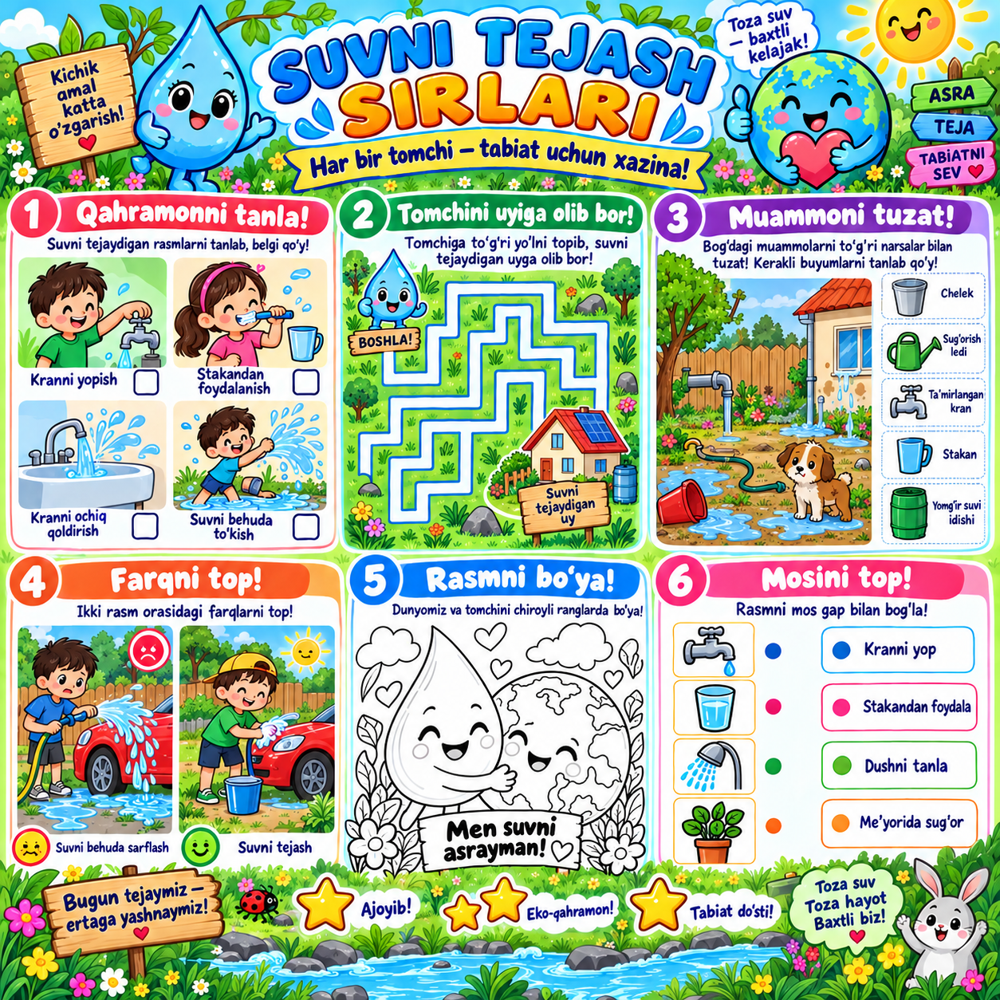 Kichik
amal
katta
o'zgarish!
SUVNI TEJASH
SIRLARI
Har bir tomchi – tabiat uchun xazina!
Toza suv
– baxtli
kelajak!
ASRA
TEJA
TABIATNI
SEV
1 Qahramonni tanla!
Suvni tejaydigan rasmlarni tanlab, belgi qo'y!
Kranni yopish
Stakandan
foydalanish
Kranni ochiq
qoldirish
Suvni behuda
to'kish
2 Tomchini uyiga olib bor!
Tomchiga to'g'ri yo'lni topib, suvni
tejaydigan uyga olib bor!
BOSHLA!
Suvni
tejaydigan
uy
3 Muammoni tuzat!
Bog'dagi muammolarni to'g'ri narsalar bilan
tuzat! Kerakli buyumlarni tanlab qo'y!
Chelek
Sug'orish
ledi
Ta'mirlangan
kran
Stakan
Yomg'ir suvi
idishi
4 Farqni top!
Ikki rasm orasidagi farqlarni top!
Suvni behuda sarflash
Suvni tejash
5 Rasmni bo'ya!
Dunyomiz va tomchini chiroyli ranglarda bo'ya!
Men suvni
asrayman!
6 Mosini top!
Rasmni mos gap bilan bog'la!
Kranni yop
Stakandan foydala
Dushni tanla
Me'yorida sug'or
Bugun tejaymiz –
ertaga yashnaymiz!
Ajoyib!
Eko-qahramon!
Tabiat do'sti!
Toza suv
Toza hayot
Baxtli biz!